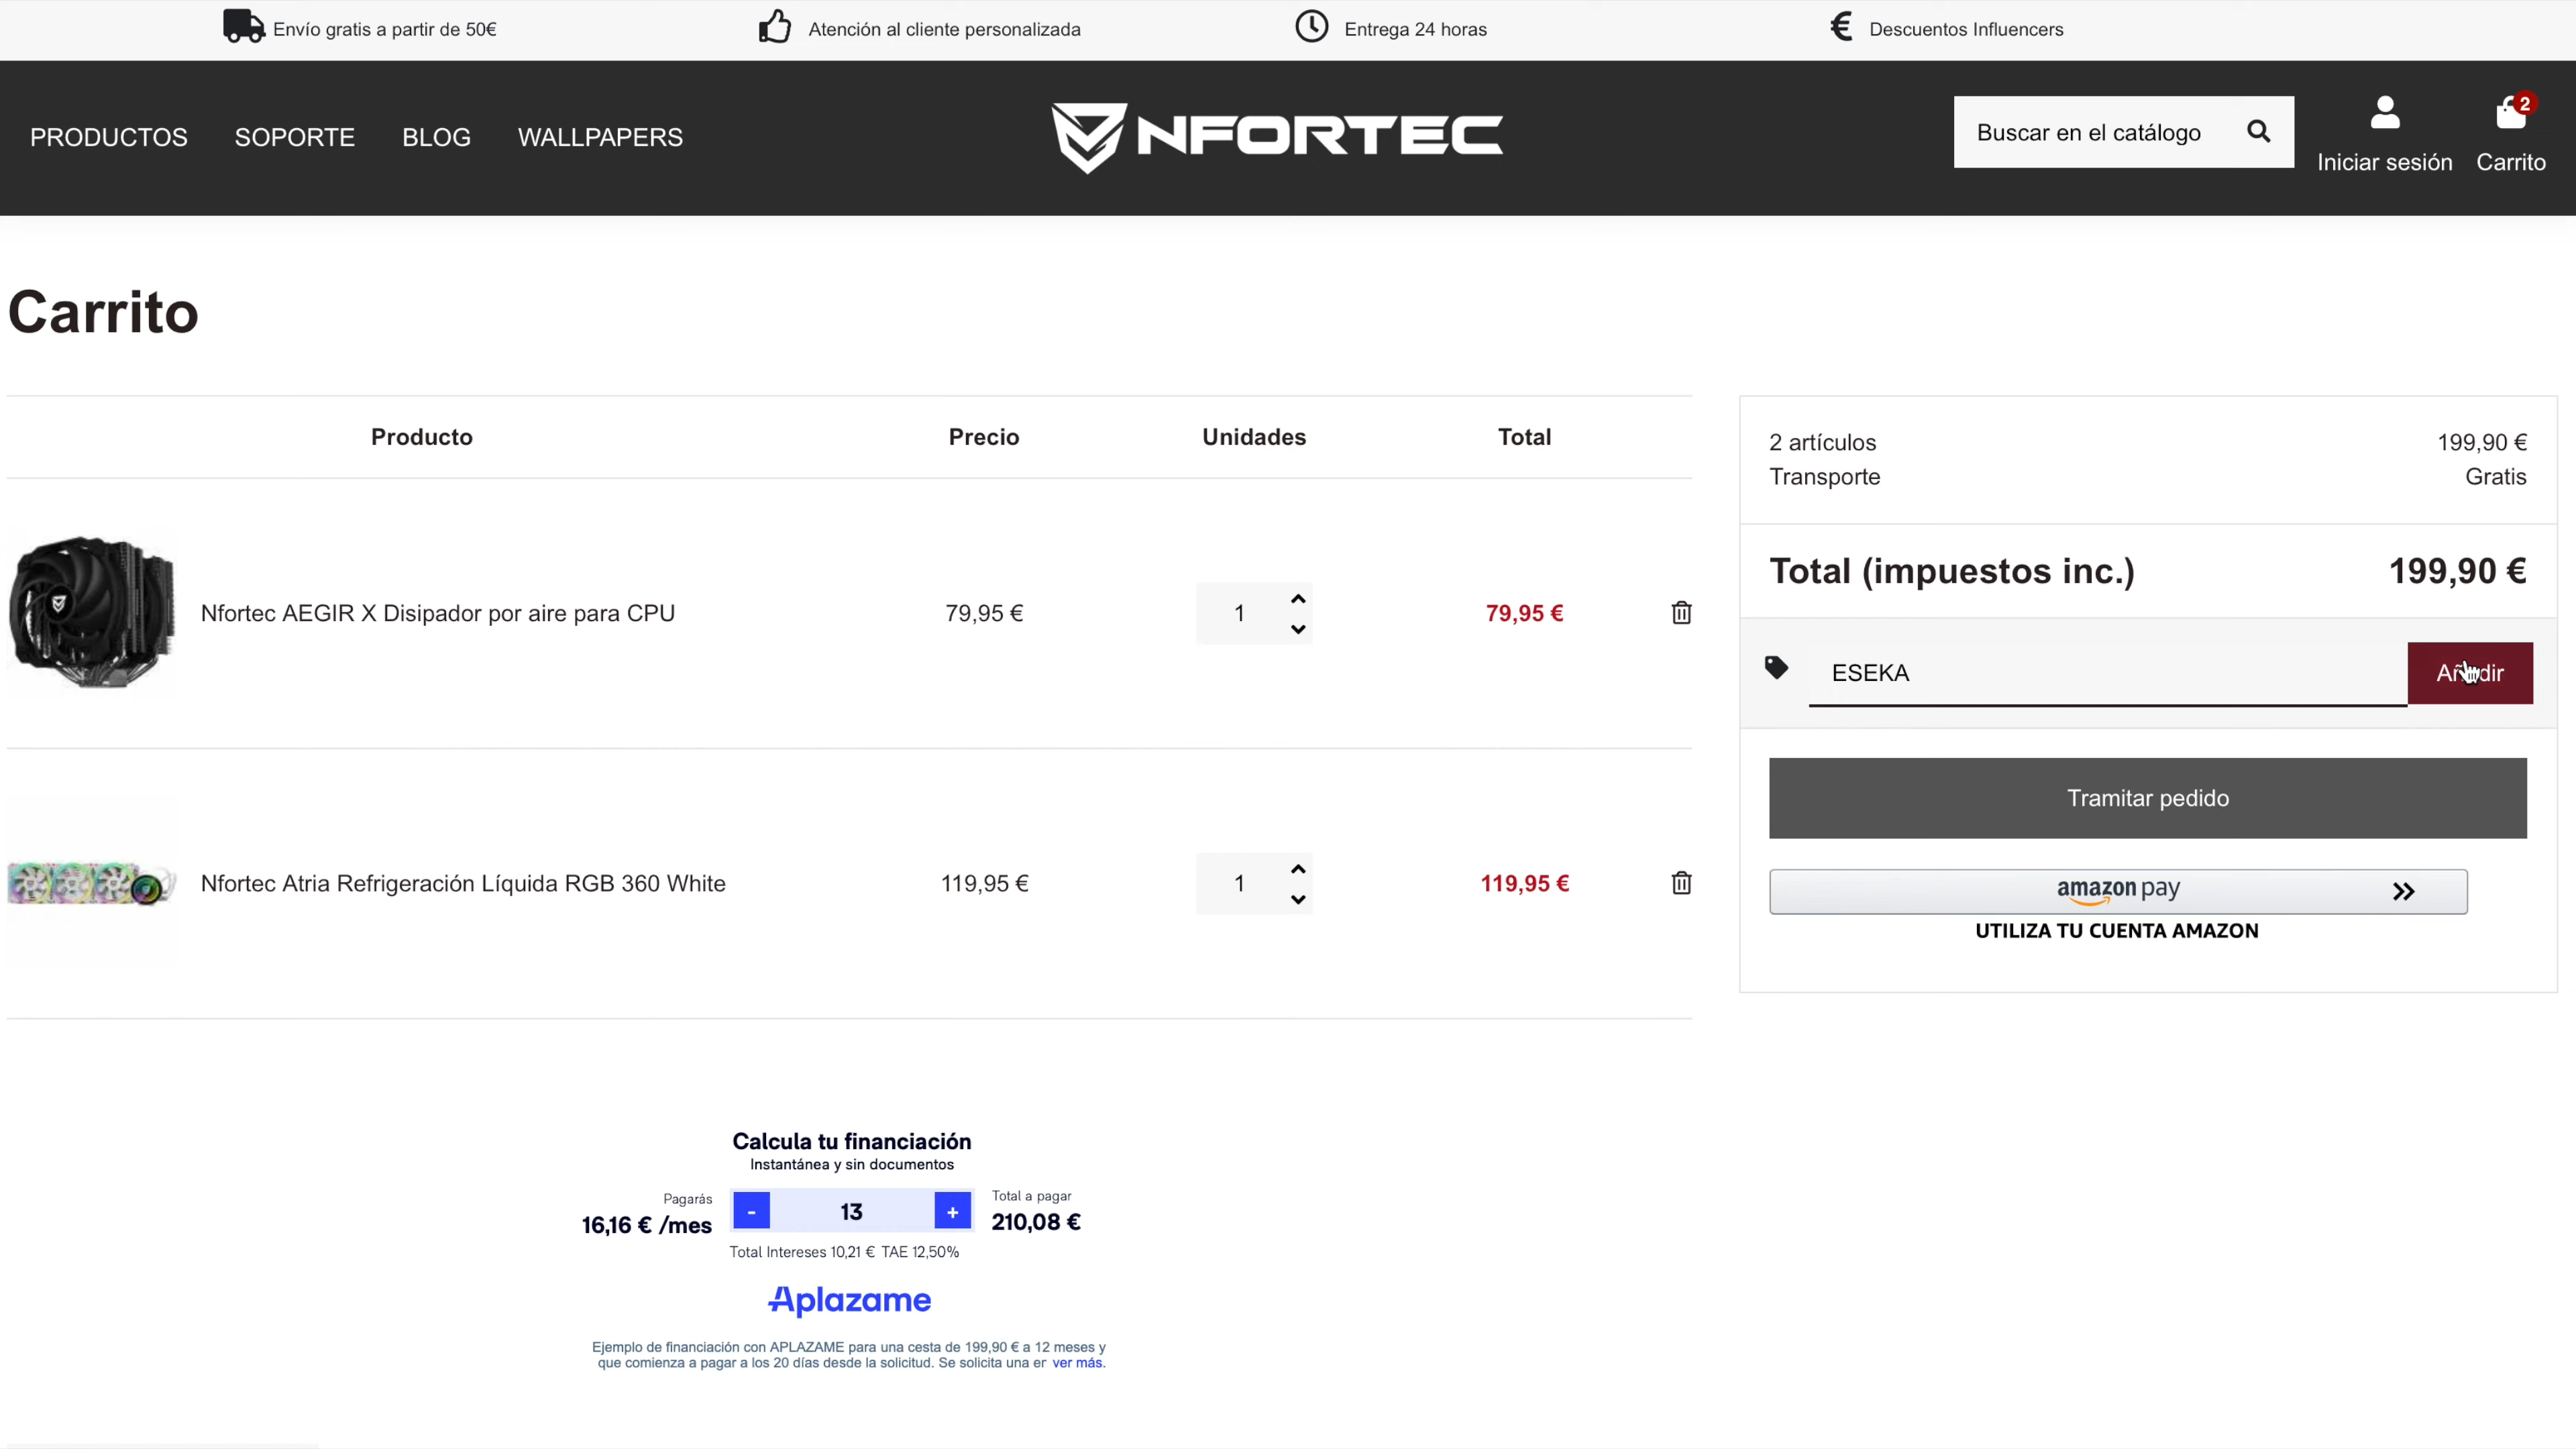 Envío gratis a partir de 50€
Atención al cliente personalizada
Entrega 24 horas
Descuentos Influencers
PRODUCTOS SOPORTE BLOG WALLPAPERS
NFORTEC
Buscar en el catálogo
Iniciar sesión
2
Carrito
Carrito
Producto Precio Unidades Total
Nfortec AEGIR X Disipador por aire para CPU 79,95 € 1 79,95 €
Nfortec Atria Refrigeración Líquida RGB 360 White 119,95 € 1 119,95 €
2 artículos 199,90 €
Transporte Gratis
Total (impuestos inc.) 199,90 €
ESEKA Añadir
Tramitar pedido
amazon pay
UTILIZA TU CUENTA AMAZON
Calcula tu financiación
Instantánea y sin documentos
Pagarás
16,16 € /mes
- 13 +
Total a pagar
210,08 €
Total Intereses 10,21 € TAE 12,50%
Aplazame
Ejemplo de financiación con APLAZAME para una cesta de 199,90 € a 12 meses y
que comienza a pagar a los 20 días desde la solicitud. Se solicita una er ver más.